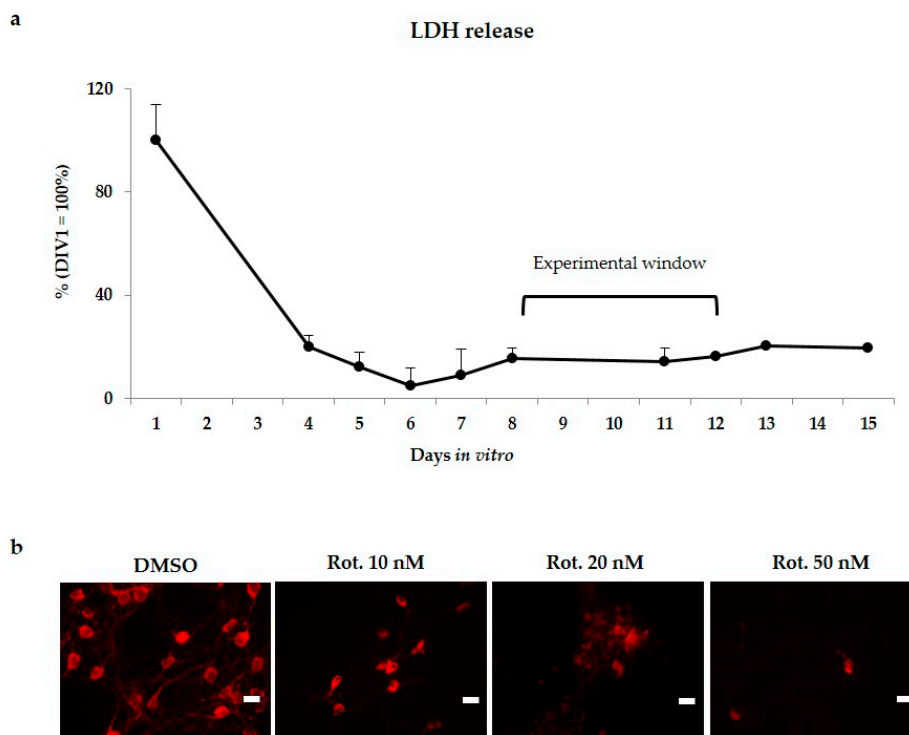 a
LDH release
120
80
40
0
% (DIV1 = 100%)
Experimental window
1 2 3 4 5 6 7 8 9 10 11 12 13 14 15
Days in vitro
b
DMSO Rot. 10 nM Rot. 20 nM Rot. 50 nM